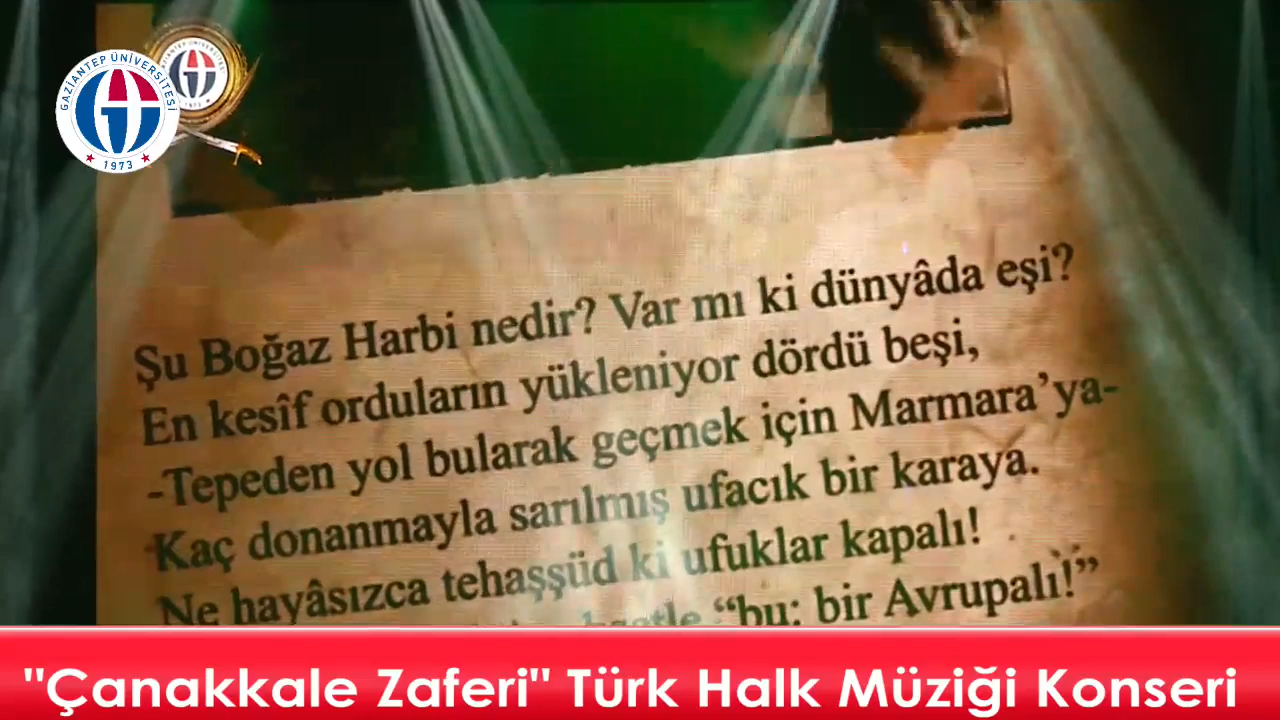 GAZİANTEP ÜNİVERSİTESİ
1973
Şu Boğaz Harbi nedir? Var mı ki dünyâda eşi?
En kesîf orduların yükleniyor dördü beşi,
-Tepeden yol bularak geçmek için Marmara’ya-
Kaç donanmayla sarılmış ufacık bir karaya.
Ne hayâsızca tehaşşüd ki ufuklar kapalı!
“bu: bir Avrupalı!”
"Çanakkale Zaferi" Türk Halk Müziği Konseri